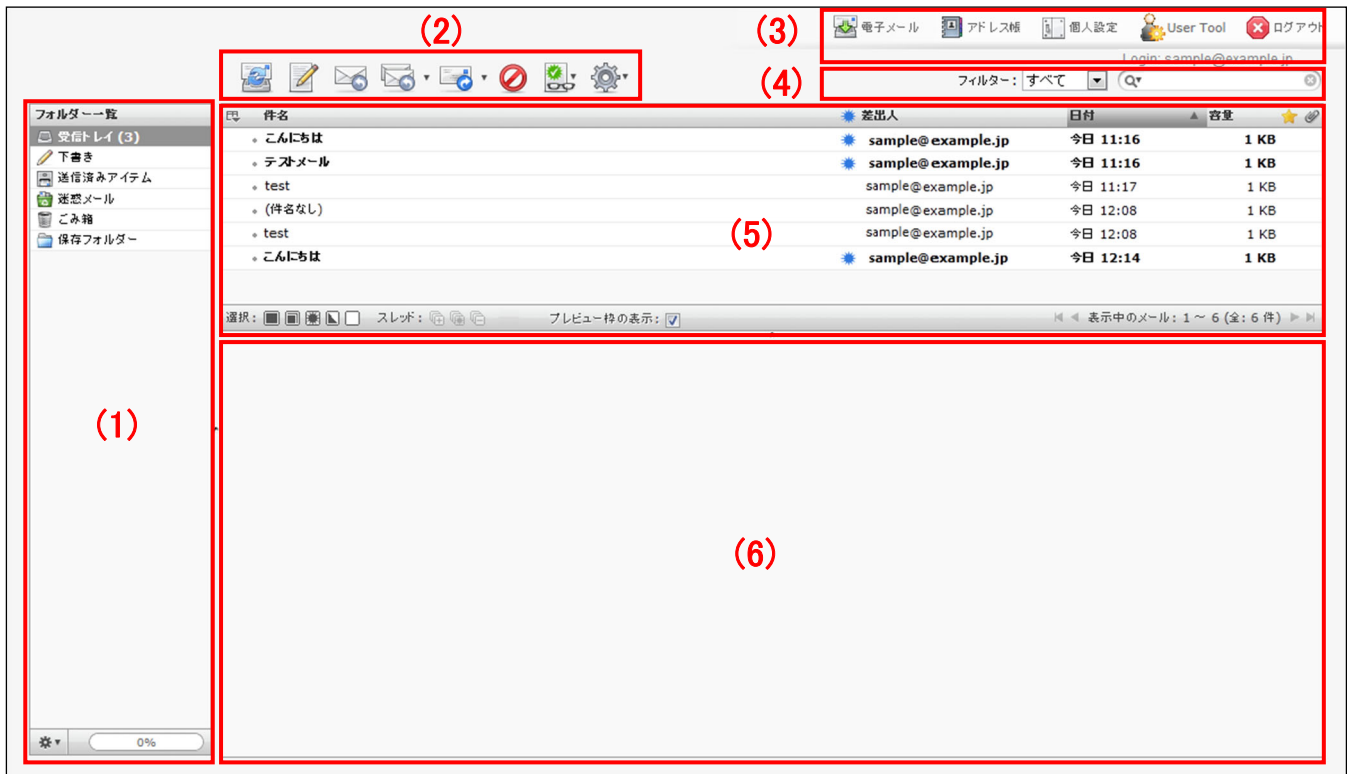 (2)
(3)
電子メール アドレス帳 個人設定 User Tool ログアウト
Login: sample@example.jp
(4)
フィルター: すべて
フォルダー一覧
受信トレイ (3)
下書き
送信済みアイテム
迷惑メール
ごみ箱
保存フォルダー
(1)
0%
件名 差出人 日付 容量
こんにちは sample@example.jp 今日 11:16 1 KB
テストメール sample@example.jp 今日 11:16 1 KB
test sample@example.jp 今日 11:17 1 KB
(件名なし) sample@example.jp 今日 12:08 1 KB
test sample@example.jp 今日 12:08 1 KB
こんにちは sample@example.jp 今日 12:14 1 KB
(5)
選択: スレッド: プレビュー枠の表示: 表示中のメール: 1 ～ 6 (全: 6 件)
(6)